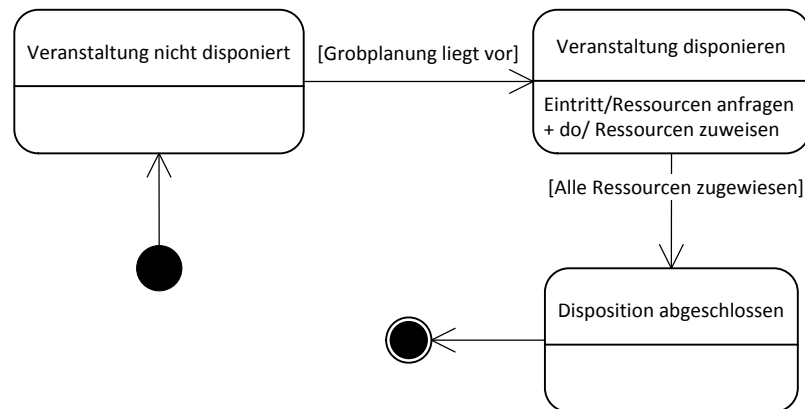 Veranstaltung nicht disponiert
[Grobplanung liegt vor]
Veranstaltung disponieren
Eintritt/Ressourcen anfragen
+ do/ Ressourcen zuweisen
[Alle Ressourcen zugewiesen]
Disposition abgeschlossen